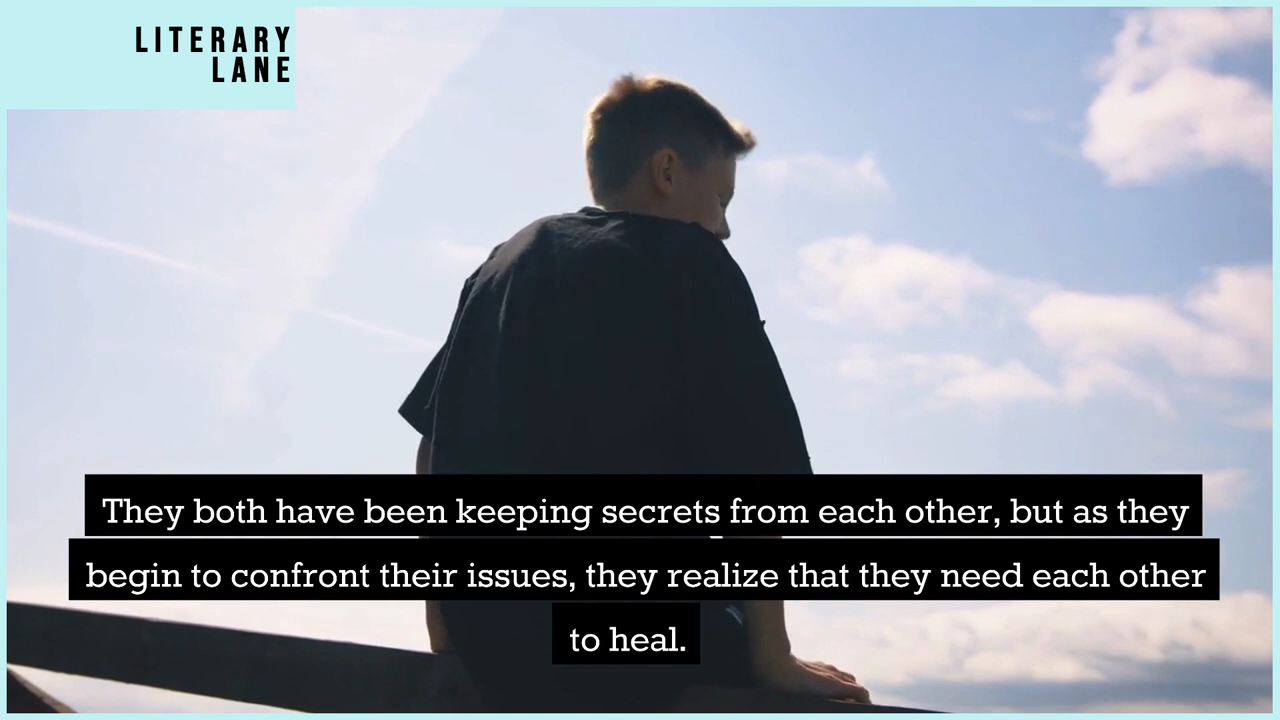 LITERARY
LANE
They both have been keeping secrets from each other, but as they
begin to confront their issues, they realize that they need each other
to heal.